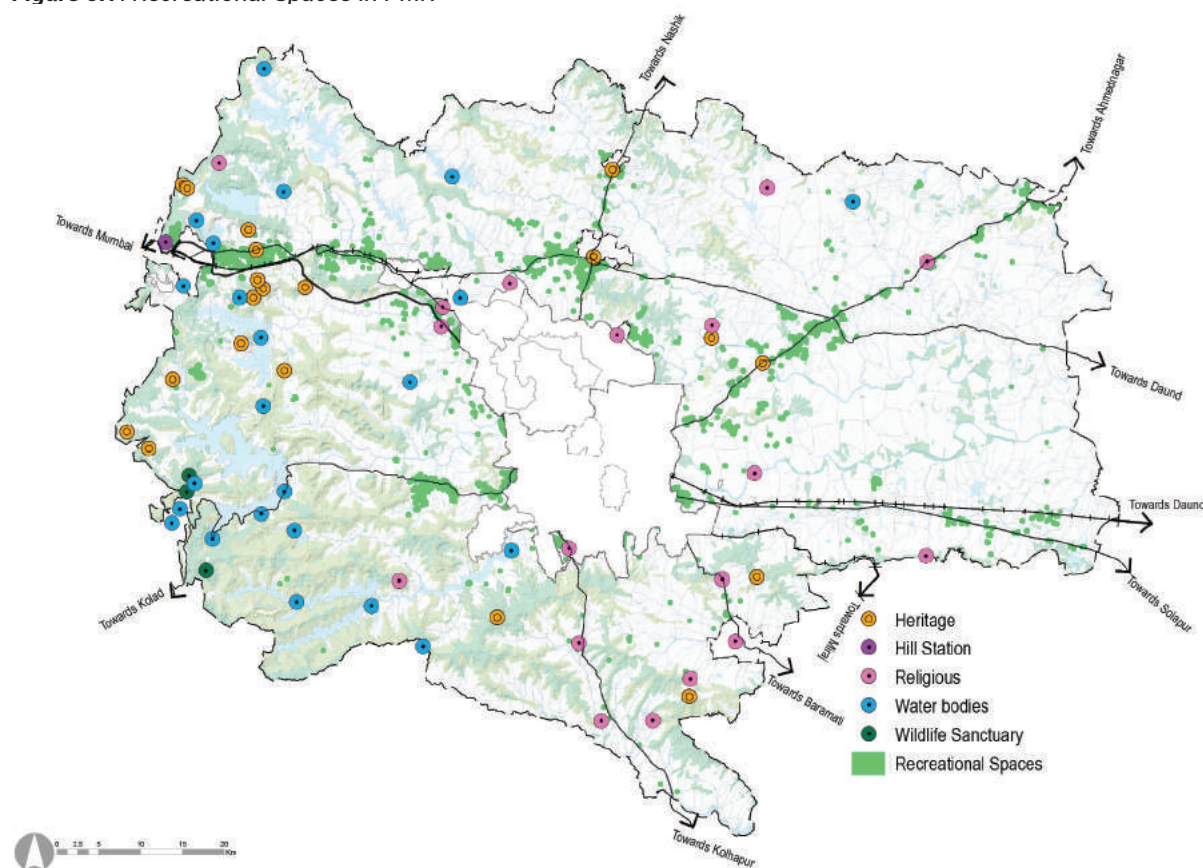 Towards Nashik
Towards Ahmednagar
Towards Mumbai
Towards Daund
Towards Daund
Towards Solapur
Towards Kolad
Towards Miraj
Towards Baramati
Towards Kolhapur
Heritage
Hill Station
Religious
Water bodies
Wildlife Sanctuary
Recreational Spaces
0 2.5 5 10 15 20
Km